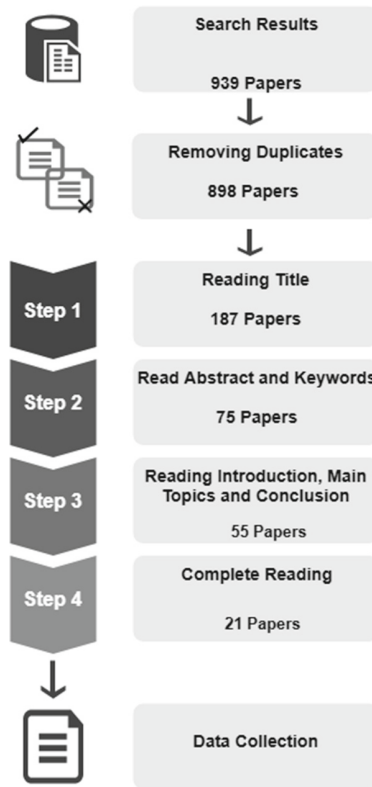 Search Results
939 Papers
Removing Duplicates
898 Papers
Step 1
Reading Title
187 Papers
Step 2
Read Abstract and Keywords
75 Papers
Step 3
Reading Introduction, Main
Topics and Conclusion
55 Papers
Step 4
Complete Reading
21 Papers
Data Collection